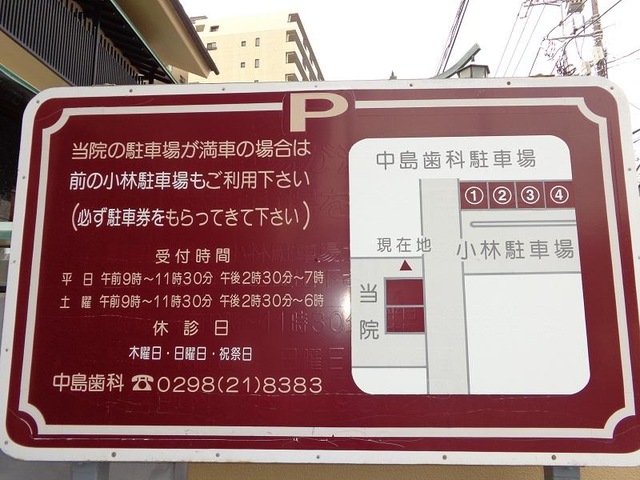 P
当院の駐車場が満車の場合は
前の小林駐車場もご利用下さい
(必ず駐車券をもらってきて下さい)
受付時間
平日 午前9時～11時30分 午後2時30分～7時
土曜 午前9時～11時30分 午後2時30分～6時
休診日
木曜日・日曜日・祝祭日
中島歯科 ☎0298(21)8383
中島歯科駐車場
① ② ③ ④
小林駐車場
現在地
当院